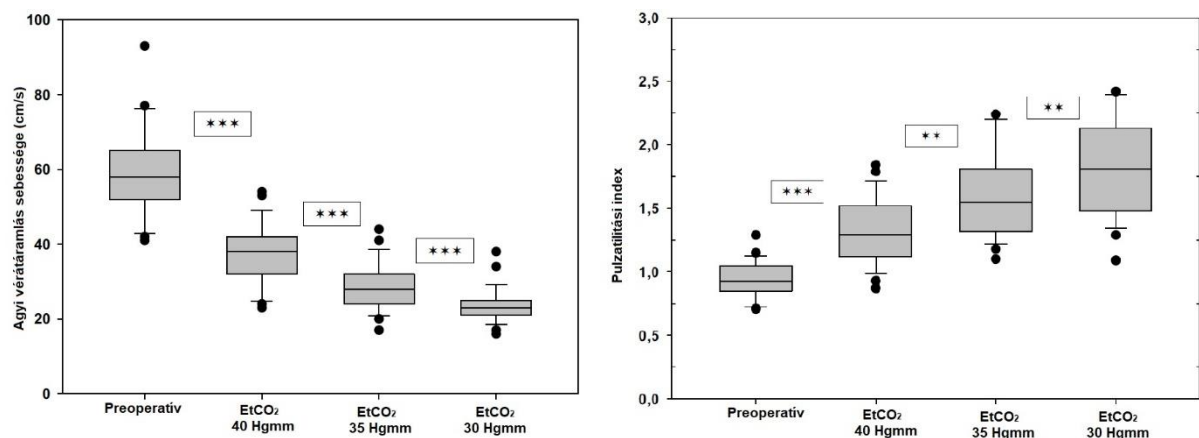 100
80
60
40
20
0
Agyi vérátáramlás sebessége (cm/s)
✶✶✶
✶✶✶
✶✶✶
Preoperatív
EtCO₂
40 Hgmm
EtCO₂
35 Hgmm
EtCO₂
30 Hgmm
3,0
2,5
2,0
1,5
1,0
0,5
0,0
Pulzatilitási index
✶✶✶
✶✶
✶✶
Preoperatív
EtCO₂
40 Hgmm
EtCO₂
35 Hgmm
EtCO₂
30 Hgmm